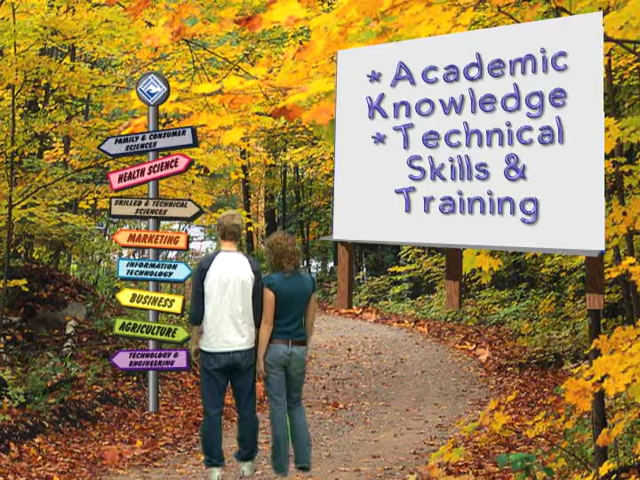 FAMILY & CONSUMER
SCIENCES
HEALTH SCIENCE
SKILLED & TECHNICAL
SCIENCES
MARKETING
INFORMATION
TECHNOLOGY
BUSINESS
AGRICULTURE
TECHNOLOGY &
ENGINEERING
* Academic
Knowledge
* Technical
Skills &
Training